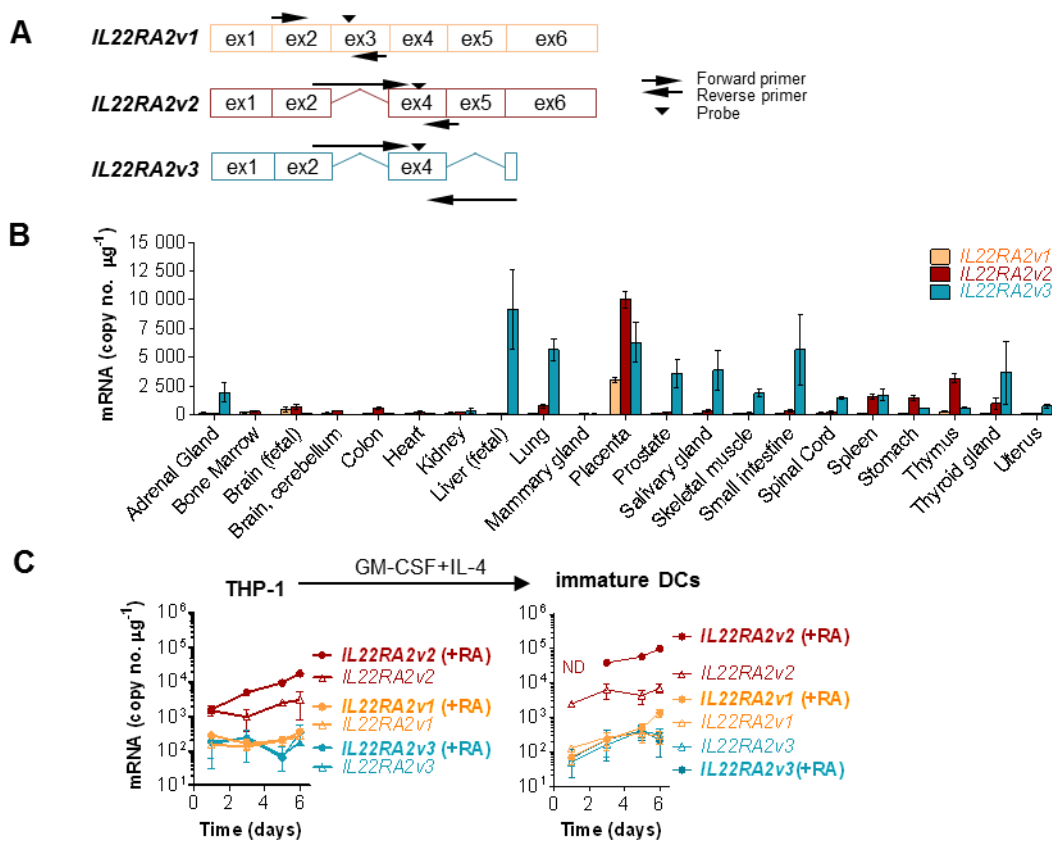 A
IL22RA2v1
ex1 ex2 ex3 ex4 ex5 ex6
IL22RA2v2
ex1 ex2 ex4 ex5 ex6
IL22RA2v3
ex1 ex2 ex4
Forward primer
Reverse primer
Probe
B
mRNA (copy no. µg-1)
15 000
12 500
10 000
7 500
5 000
2 500
0
IL22RA2v1
IL22RA2v2
IL22RA2v3
Adrenal Gland
Bone Marrow
Brain (fetal)
Brain, cerebellum
Colon
Heart
Kidney
Liver (fetal)
Lung
Mammary gland
Placenta
Prostate
Salivary gland
Skeletal muscle
Small intestine
Spinal Cord
Spleen
Stomach
Thymus
Thyroid gland
Uterus
C
THP-1
GM-CSF+IL-4
immature DCs
mRNA (copy no. µg-1)
10^6
10^5
10^4
10^3
10^2
10^1
0 2 4 6
Time (days)
IL22RA2v2 (+RA)
IL22RA2v2
IL22RA2v1 (+RA)
IL22RA2v1
IL22RA2v3 (+RA)
IL22RA2v3
10^6
10^5
10^4
10^3
10^2
10^1
ND
0 2 4 6
Time (days)
IL22RA2v2 (+RA)
IL22RA2v2
IL22RA2v1 (+RA)
IL22RA2v1
IL22RA2v3
IL22RA2v3(+RA)